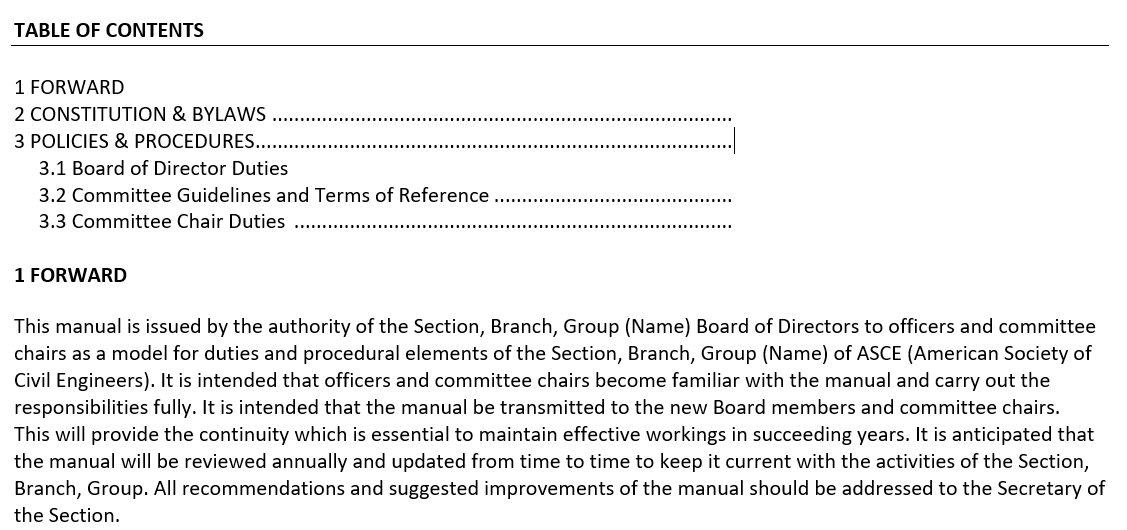 TABLE OF CONTENTS
1 FORWARD
2 CONSTITUTION & BYLAWS ....................................................................................
3 POLICIES & PROCEDURES.......................................................................................
3.1 Board of Director Duties
3.2 Committee Guidelines and Terms of Reference ...........................................
3.3 Committee Chair Duties ................................................................................
1 FORWARD
This manual is issued by the authority of the Section, Branch, Group (Name) Board of Directors to officers and committee
chairs as a model for duties and procedural elements of the Section, Branch, Group (Name) of ASCE (American Society of
Civil Engineers). It is intended that officers and committee chairs become familiar with the manual and carry out the
responsibilities fully. It is intended that the manual be transmitted to the new Board members and committee chairs.
This will provide the continuity which is essential to maintain effective workings in succeeding years. It is anticipated that
the manual will be reviewed annually and updated from time to time to keep it current with the activities of the Section,
Branch, Group. All recommendations and suggested improvements of the manual should be addressed to the Secretary of
the Section.